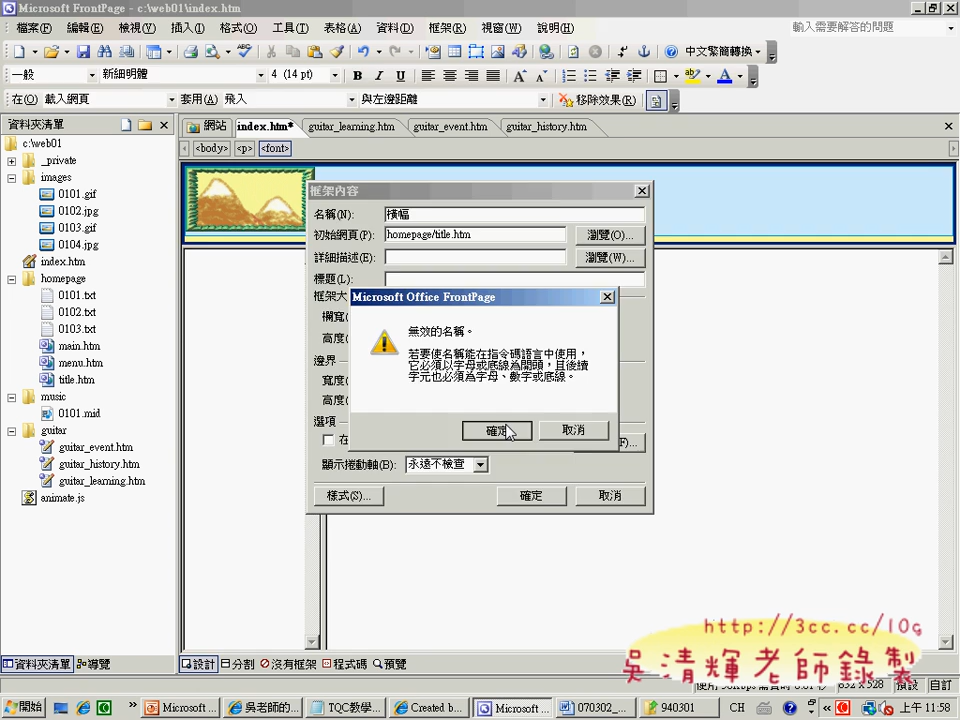 Microsoft FrontPage - c:\web01\index.htm
檔案(F) 編輯(E) 檢視(V) 插入(I) 格式(O) 工具(T) 表格(A) 資料(D) 框架(R) 視窗(W) 說明(H) 輸入需要解答的問題
中文繁簡轉換
一般 新細明體 4 (14 pt) B I U
在(O) 載入網頁 套用(A) 飛入 與左邊距離 移除效果(R)
資料夾清單
網站 index.htm* guitar_learning.htm guitar_event.htm guitar_history.htm
<body> <p> <font>
c:\web01
_private
images
0101.gif
0102.jpg
0103.gif
0104.jpg
index.htm
homepage
0101.txt
0102.txt
0103.txt
main.htm
menu.htm
title.htm
music
0101.mid
guitar
guitar_event.htm
guitar_history.htm
guitar_learning.htm
animate.js
框架內容
名稱(N): 橫幅
初始網頁(P): homepage/title.htm 瀏覽(O)...
詳細描述(E): 瀏覽(W)...
標題(L):
框架大
欄寬(
高度(
邊界
寬度(
高度(
選項
在
Microsoft Office FrontPage
無效的名稱。
若要使名稱能在指令碼語言中使用，
它必須以字母或底線為開頭，且後續
字元也必須為字母、數字或底線。
確定 取消
F)...
顯示捲動軸(B): 永遠不檢查
樣式(S)... 確定 取消
http://3cc.cc/10g
吳清輝老師錄製
資料夾清單 導覽 設計 分割 沒有框架 程式碼 預覽
632 x 528 預設 自訂
開始 Microsoft ... 吳老師的... TQC教學... Created b... Microsoft ... 070302_... 940301 CH 上午 11:58